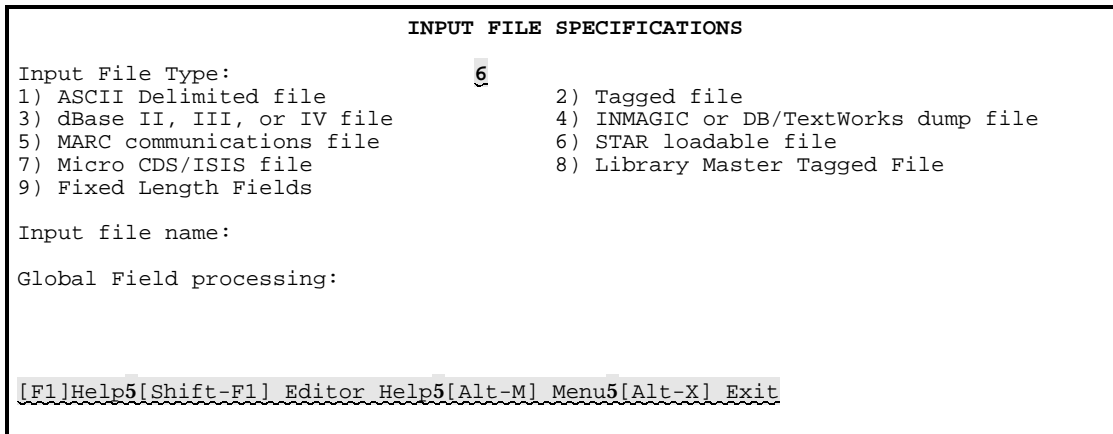 INPUT FILE SPECIFICATIONS
Input File Type: 6
1) ASCII Delimited file 2) Tagged file
3) dBase II, III, or IV file 4) INMAGIC or DB/TextWorks dump file
5) MARC communications file 6) STAR loadable file
7) Micro CDS/ISIS file 8) Library Master Tagged File
9) Fixed Length Fields
Input file name:
Global Field processing:
[F1]Help5[Shift-F1] Editor Help5[Alt-M] Menu5[Alt-X] Exit